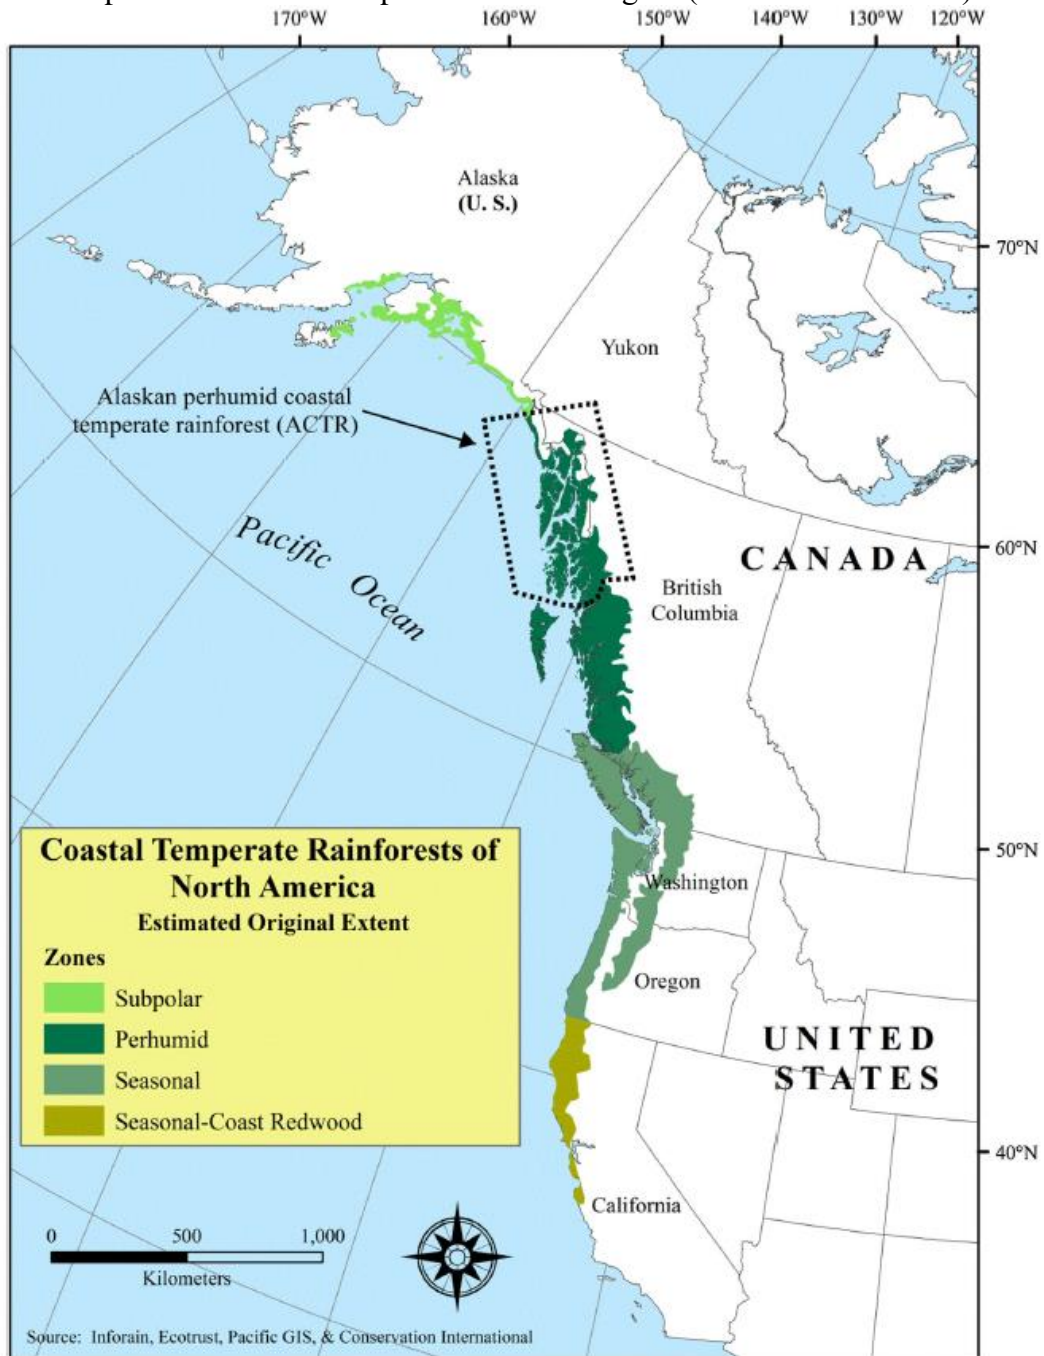 170°W 160°W 150°W 140°W 130°W 120°W
Alaska
(U. S.)
70°N
Yukon
Alaskan perhumid coastal
temperate rainforest (ACTR)
Pacific Ocean
CANADA
60°N
British
Columbia
Coastal Temperate Rainforests of
North America
Estimated Original Extent
Zones
Subpolar
Perhumid
Seasonal
Seasonal-Coast Redwood
50°N
Washington
Oregon
UNITED
STATES
40°N
California
0 500 1,000
Kilometers
Source: Inforain, Ecotrust, Pacific GIS, & Conservation International